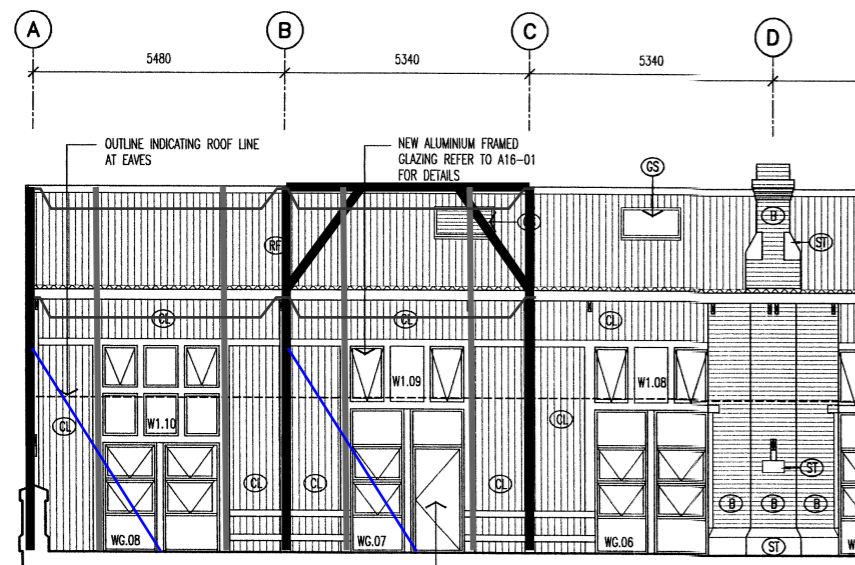 A
B
C
D
5480
5340
5340
OUTLINE INDICATING ROOF LINE
AT EAVES
NEW ALUMINIUM FRAMED
GLAZING REFER TO A16-01
FOR DETAILS
GS
B
RF
ST
CL
CL
CL
W1.10
W1.09
W1.08
CL
CL
CL
CL
CL
ST
B
B
B
WG.08
WG.07
WG.06
ST
W